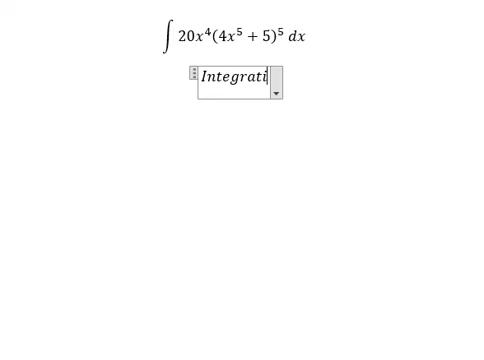 ∫ 20x⁴(4x⁵ + 5)⁵ dx
Integrati